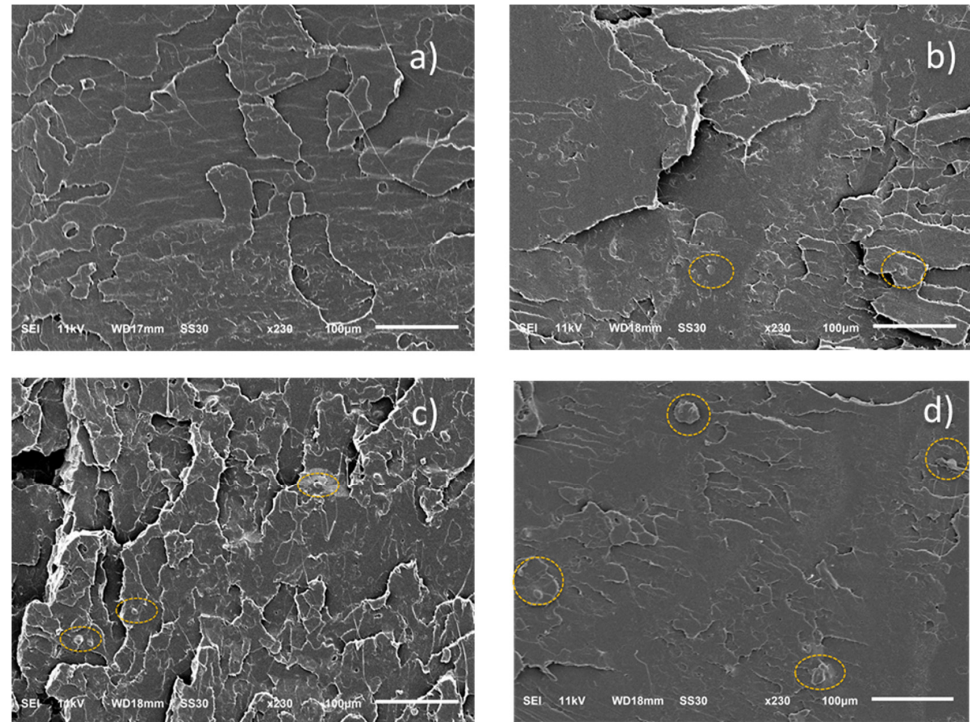 a)
SEI 11kV WD17mm SS30 x230 100µm
b)
SEI 11kV WD18mm SS30 x230 100µm
c)
SEI 11kV WD18mm SS30 x230 100µm
d)
SEI 11kV WD18mm SS30 x230 100µm